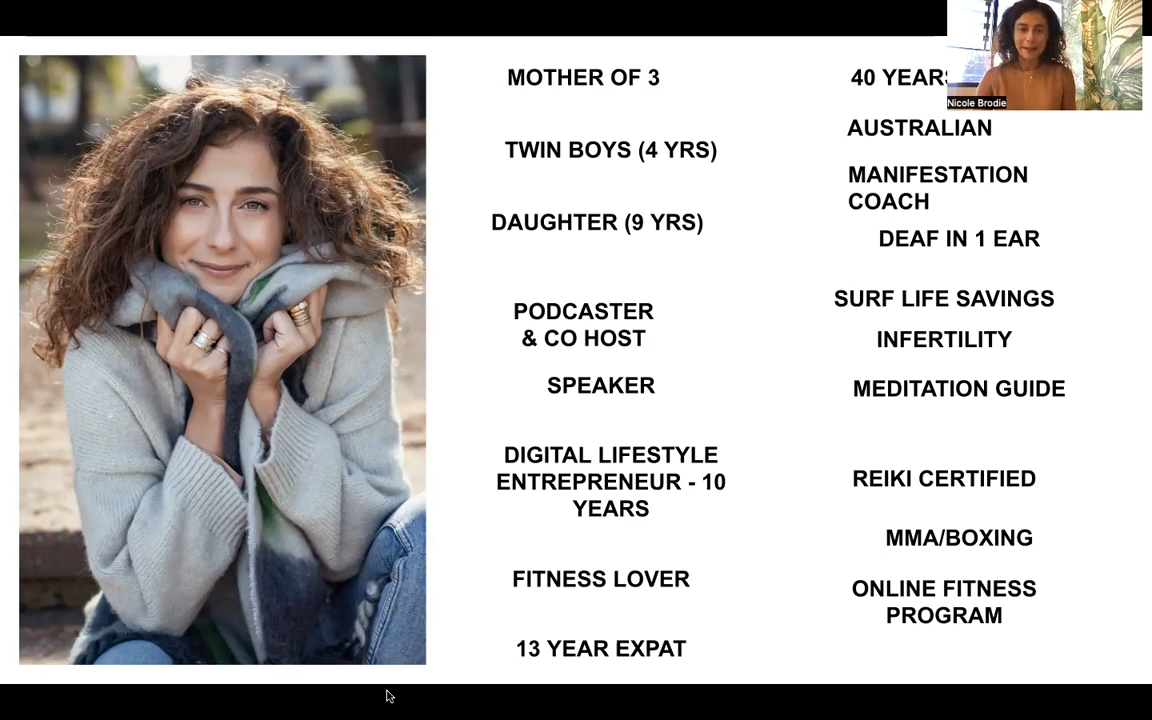 MOTHER OF 3
TWIN BOYS (4 YRS)
DAUGHTER (9 YRS)
PODCASTER
& CO HOST
SPEAKER
DIGITAL LIFESTYLE
ENTREPRENEUR - 10
YEARS
FITNESS LOVER
13 YEAR EXPAT
40 YEARS
AUSTRALIAN
MANIFESTATION
COACH
DEAF IN 1 EAR
SURF LIFE SAVINGS
INFERTILITY
MEDITATION GUIDE
REIKI CERTIFIED
MMA/BOXING
ONLINE FITNESS
PROGRAM
Nicole Brodie